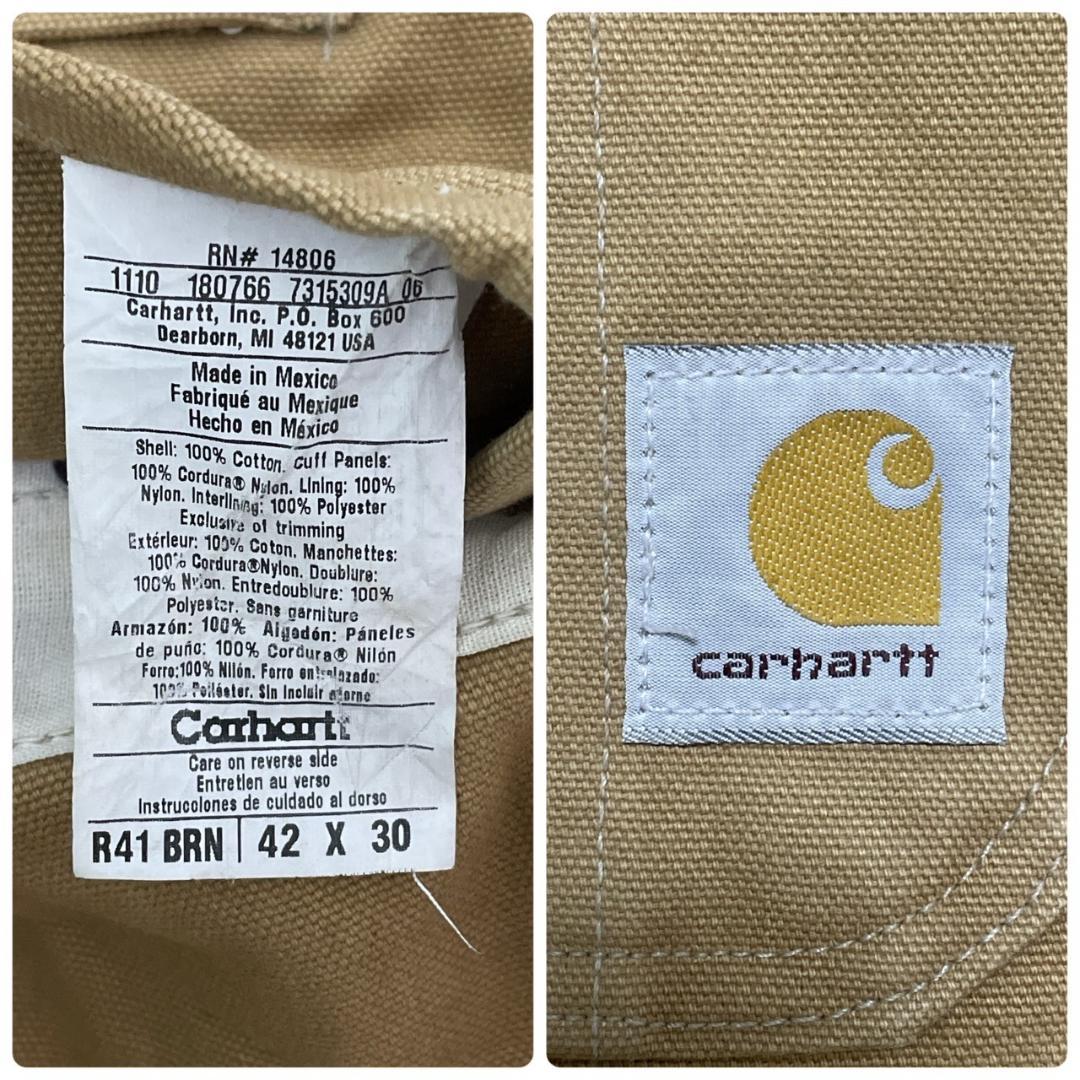 RN# 14806
1110 180766 7315309A 06
Carhartt, Inc. P.O. Box 600
Dearborn, MI 48121 USA
Made in Mexico
Fabriqué au Mexique
Hecho en México
Shell: 100% Cotton. Cuff Panels:
100% Cordura® Nylon. Lining: 100%
Nylon. Interlining: 100% Polyester
Exclusive of trimming
Extérieur: 100% Coton. Manchettes:
100% Cordura®Nylon. Doublure:
100% Nylon. Entredoublure: 100%
Polyester. Sans garniture
Armazón: 100% Algodón: Páneles
de puño: 100% Cordura® Nilón
Forro:100% Nilón. Forro entrelazado:
100% Poliéster. Sin Incluir adorno
Carhartt
Care on reverse side
Entretien au verso
Instrucciones de cuidado al dorso
R41 BRN 42 X 30
carhartt